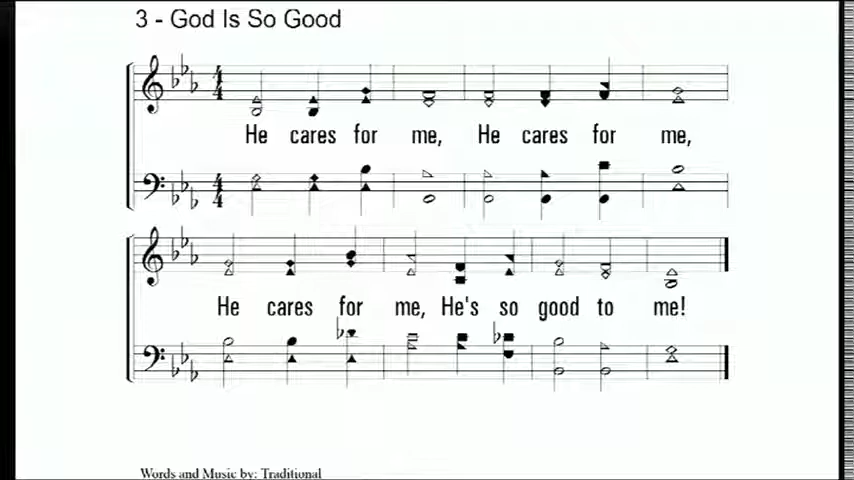 3 - God Is So Good
He cares for me, He cares for me,
He cares for me, He's so good to me!
Words and Music by: Traditional